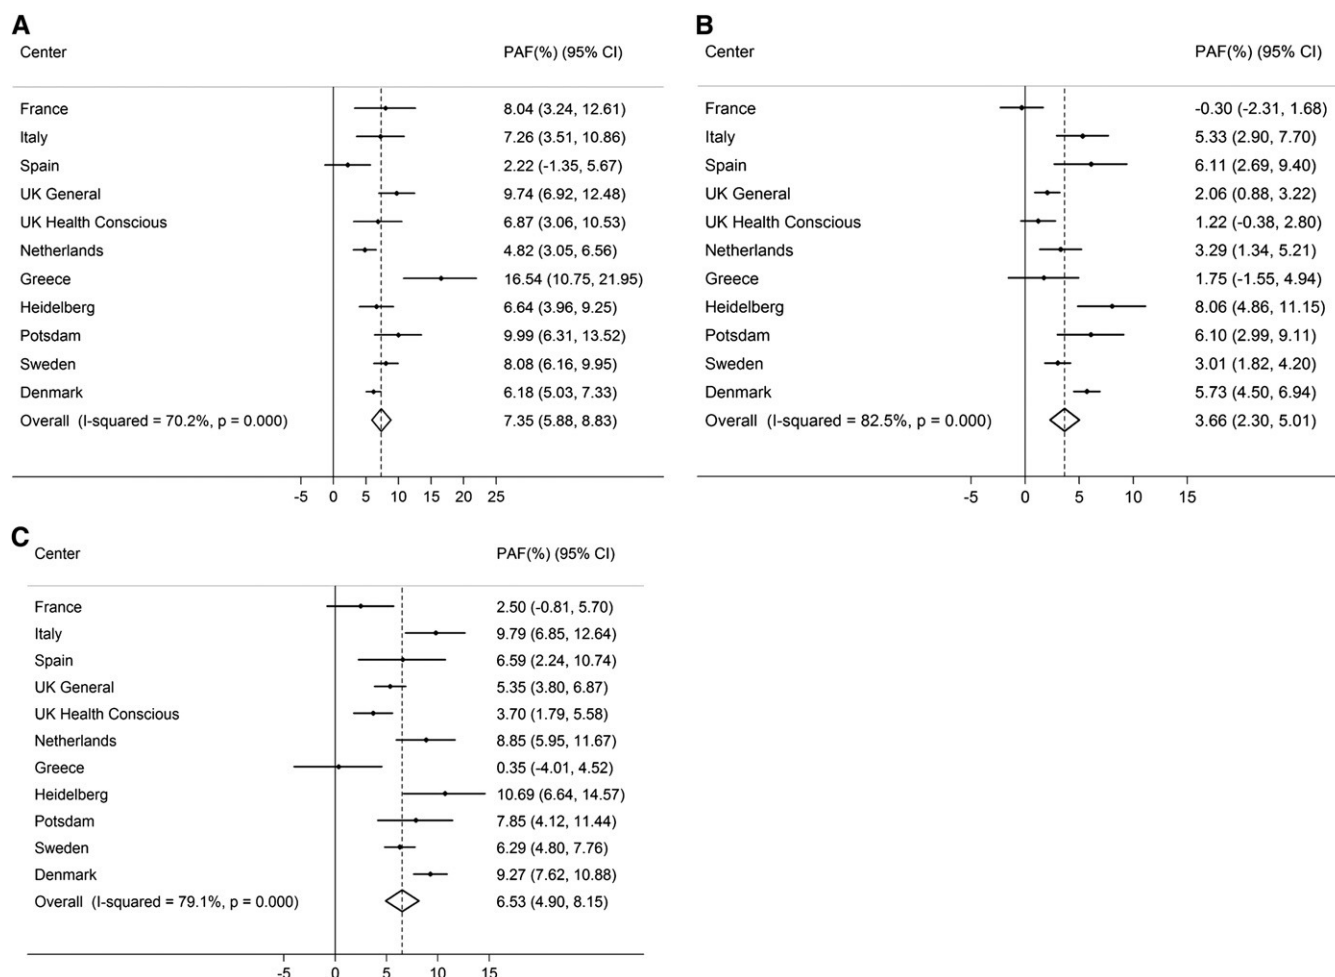 A
Center PAF(%) (95% CI)
France 8.04 (3.24, 12.61)
Italy 7.26 (3.51, 10.86)
Spain 2.22 (-1.35, 5.67)
UK General 9.74 (6.92, 12.48)
UK Health Conscious 6.87 (3.06, 10.53)
Netherlands 4.82 (3.05, 6.56)
Greece 16.54 (10.75, 21.95)
Heidelberg 6.64 (3.96, 9.25)
Potsdam 9.99 (6.31, 13.52)
Sweden 8.08 (6.16, 9.95)
Denmark 6.18 (5.03, 7.33)
Overall (I-squared = 70.2%, p = 0.000) 7.35 (5.88, 8.83)
-5 0 5 10 15 20 25
B
Center PAF(%) (95% CI)
France -0.30 (-2.31, 1.68)
Italy 5.33 (2.90, 7.70)
Spain 6.11 (2.69, 9.40)
UK General 2.06 (0.88, 3.22)
UK Health Conscious 1.22 (-0.38, 2.80)
Netherlands 3.29 (1.34, 5.21)
Greece 1.75 (-1.55, 4.94)
Heidelberg 8.06 (4.86, 11.15)
Potsdam 6.10 (2.99, 9.11)
Sweden 3.01 (1.82, 4.20)
Denmark 5.73 (4.50, 6.94)
Overall (I-squared = 82.5%, p = 0.000) 3.66 (2.30, 5.01)
-5 0 5 10 15
C
Center PAF(%) (95% CI)
France 2.50 (-0.81, 5.70)
Italy 9.79 (6.85, 12.64)
Spain 6.59 (2.24, 10.74)
UK General 5.35 (3.80, 6.87)
UK Health Conscious 3.70 (1.79, 5.58)
Netherlands 8.85 (5.95, 11.67)
Greece 0.35 (-4.01, 4.52)
Heidelberg 10.69 (6.64, 14.57)
Potsdam 7.85 (4.12, 11.44)
Sweden 6.29 (4.80, 7.76)
Denmark 9.27 (7.62, 10.88)
Overall (I-squared = 79.1%, p = 0.000) 6.53 (4.90, 8.15)
-5 0 5 10 15